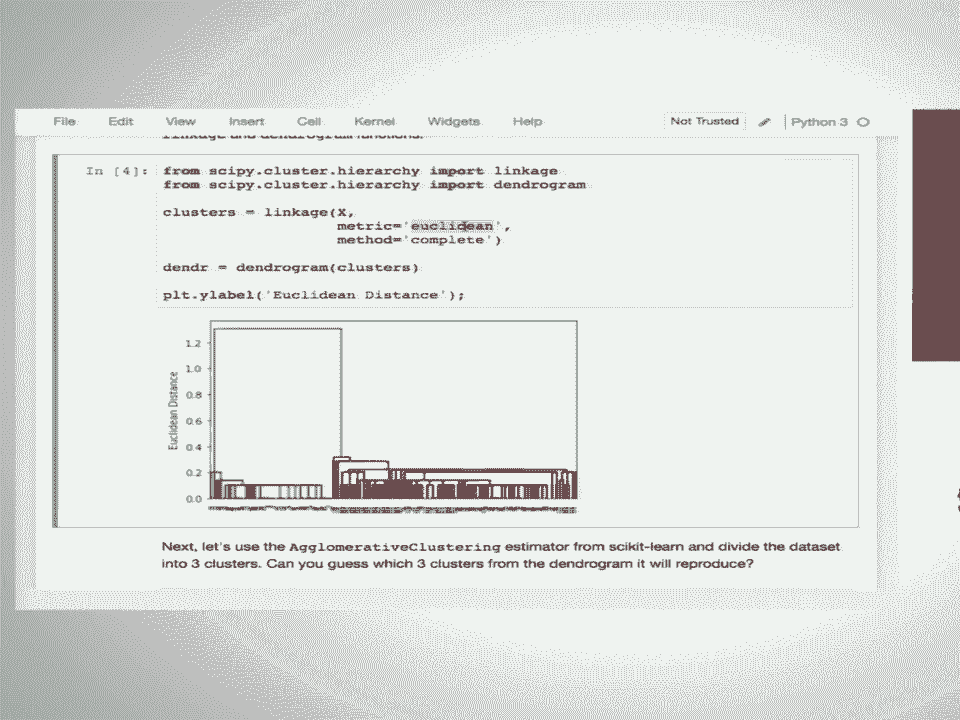 File Edit View Insert Cell Kernel Widgets Help Not Trusted Python 3
linkage and dendrogram functions.
In [4]: from scipy.cluster.hierarchy import linkage
from scipy.cluster.hierarchy import dendrogram
clusters = linkage(X,
metric='euclidean',
method='complete')
dendr = dendrogram(clusters)
plt.ylabel('Euclidean Distance');
1.2
1.0
0.8
0.6
0.4
0.2
0.0
Euclidean Distance
Next, let's use the AgglomerativeClustering estimator from scikit-learn and divide the dataset
into 3 clusters. Can you guess which 3 clusters from the dendrogram it will reproduce?